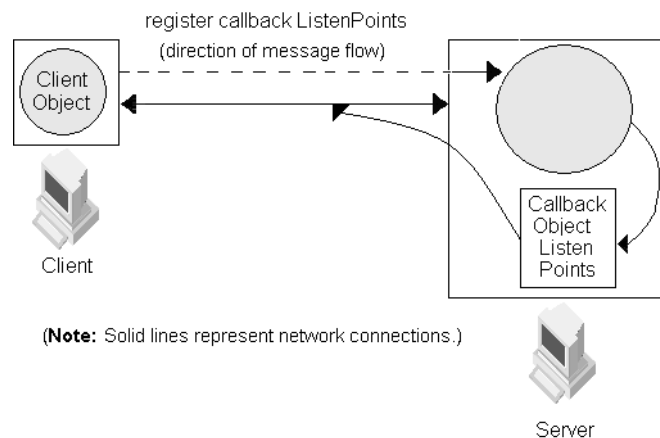 register callback ListenPoints
(direction of message flow)
Client
Object
Callback
Object
Listen
Points
Client
(Note: Solid lines represent network connections.)
Server